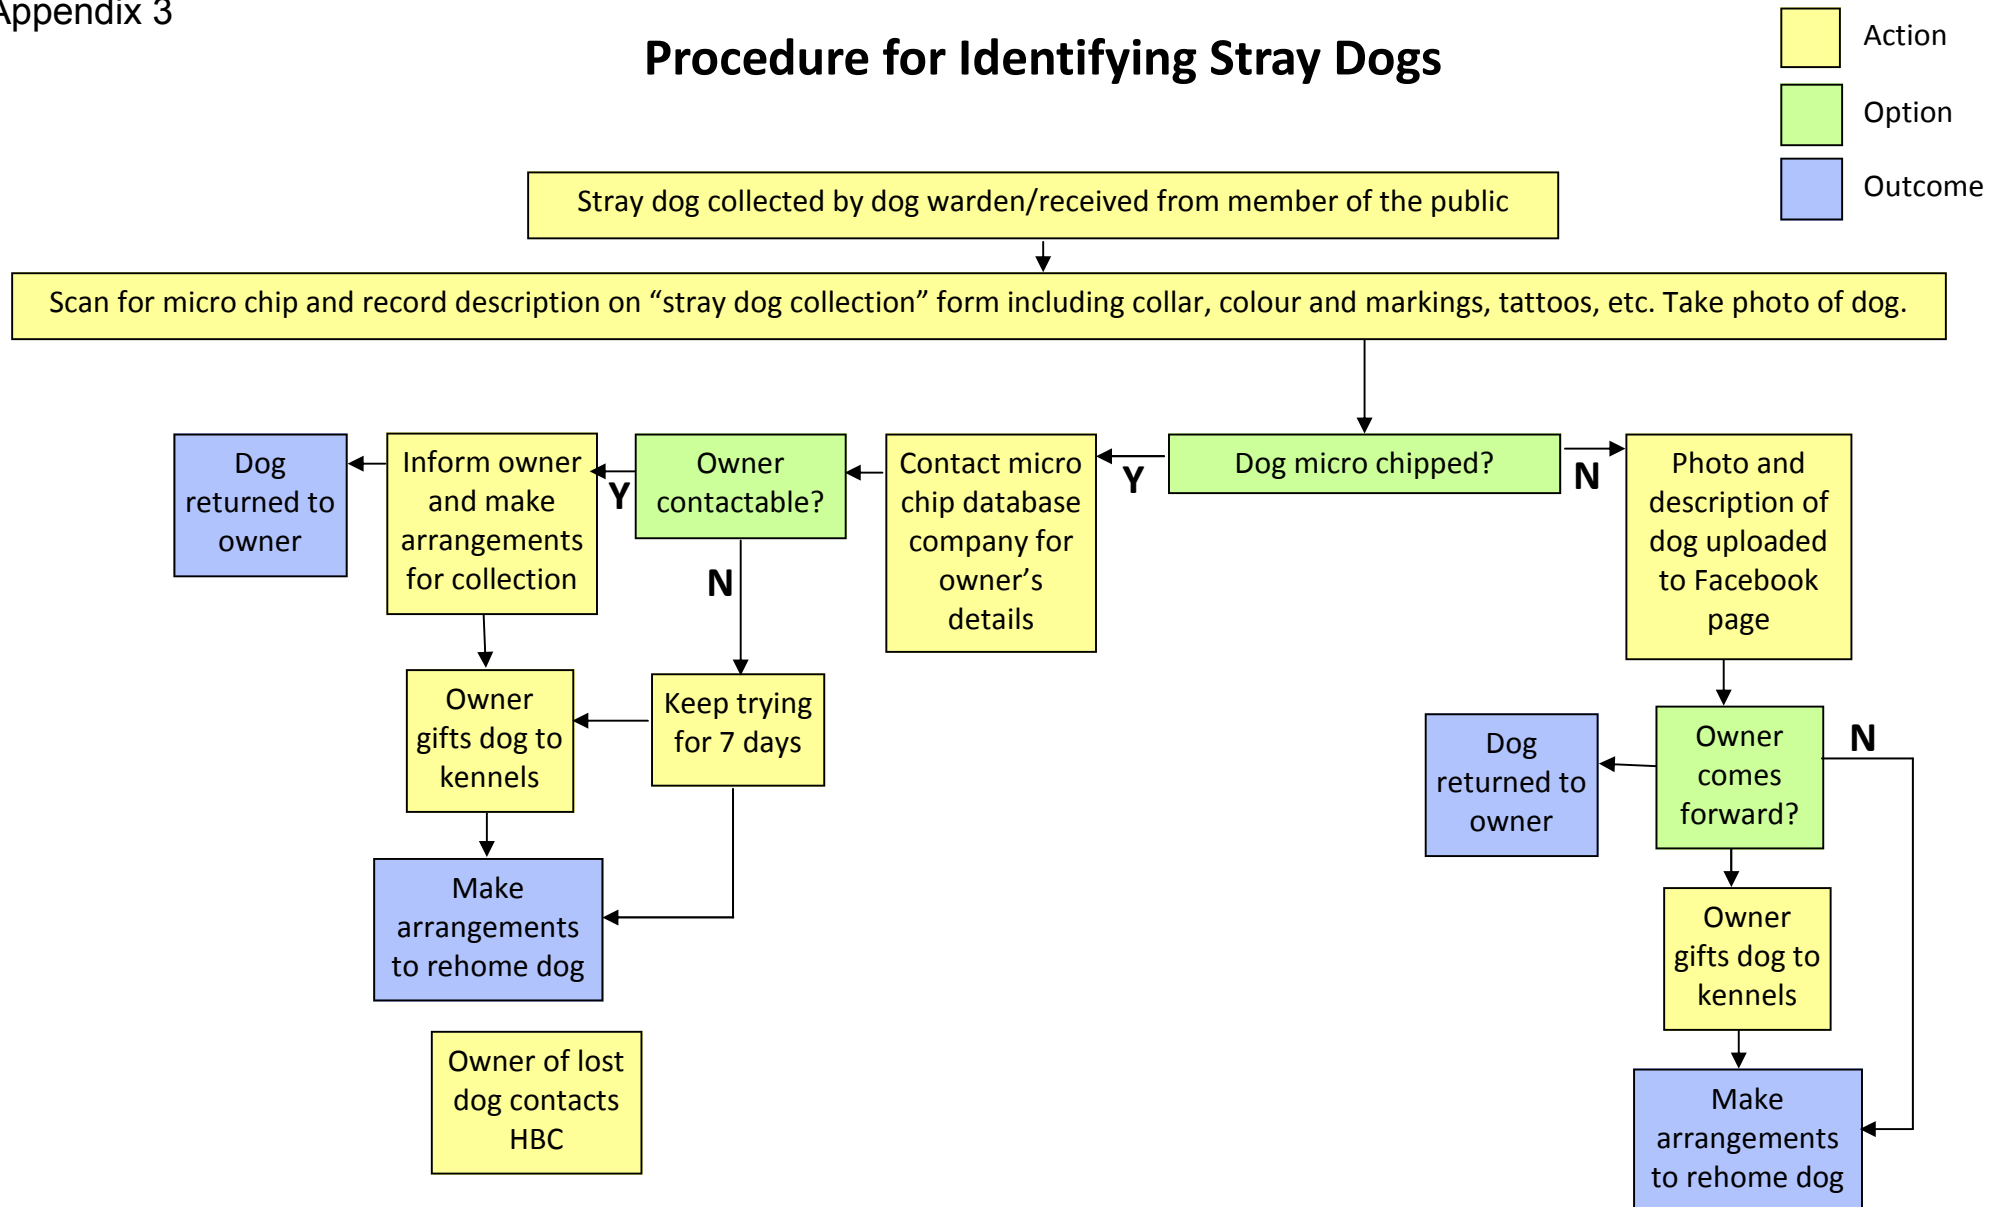 Appendix 3
Procedure for Identifying Stray Dogs
Action
Option
Outcome
Stray dog collected by dog warden/received from member of the public
Scan for micro chip and record description on “stray dog collection” form including collar, colour and markings, tattoos, etc. Take photo of dog.
Dog
returned to
owner
Inform owner
and make
arrangements
for collection
Y
Owner
contactable?
Contact micro
chip database
company for
owner’s
details
Y
Dog micro chipped?
N
Photo and
description of
dog uploaded
to Facebook
page
N
Owner
gifts dog to
kennels
Keep trying
for 7 days
Dog
returned to
owner
Owner
comes
forward?
N
Make
arrangements
to rehome dog
Owner
gifts dog to
kennels
Owner of lost
dog contacts
HBC
Make
arrangements
to rehome dog